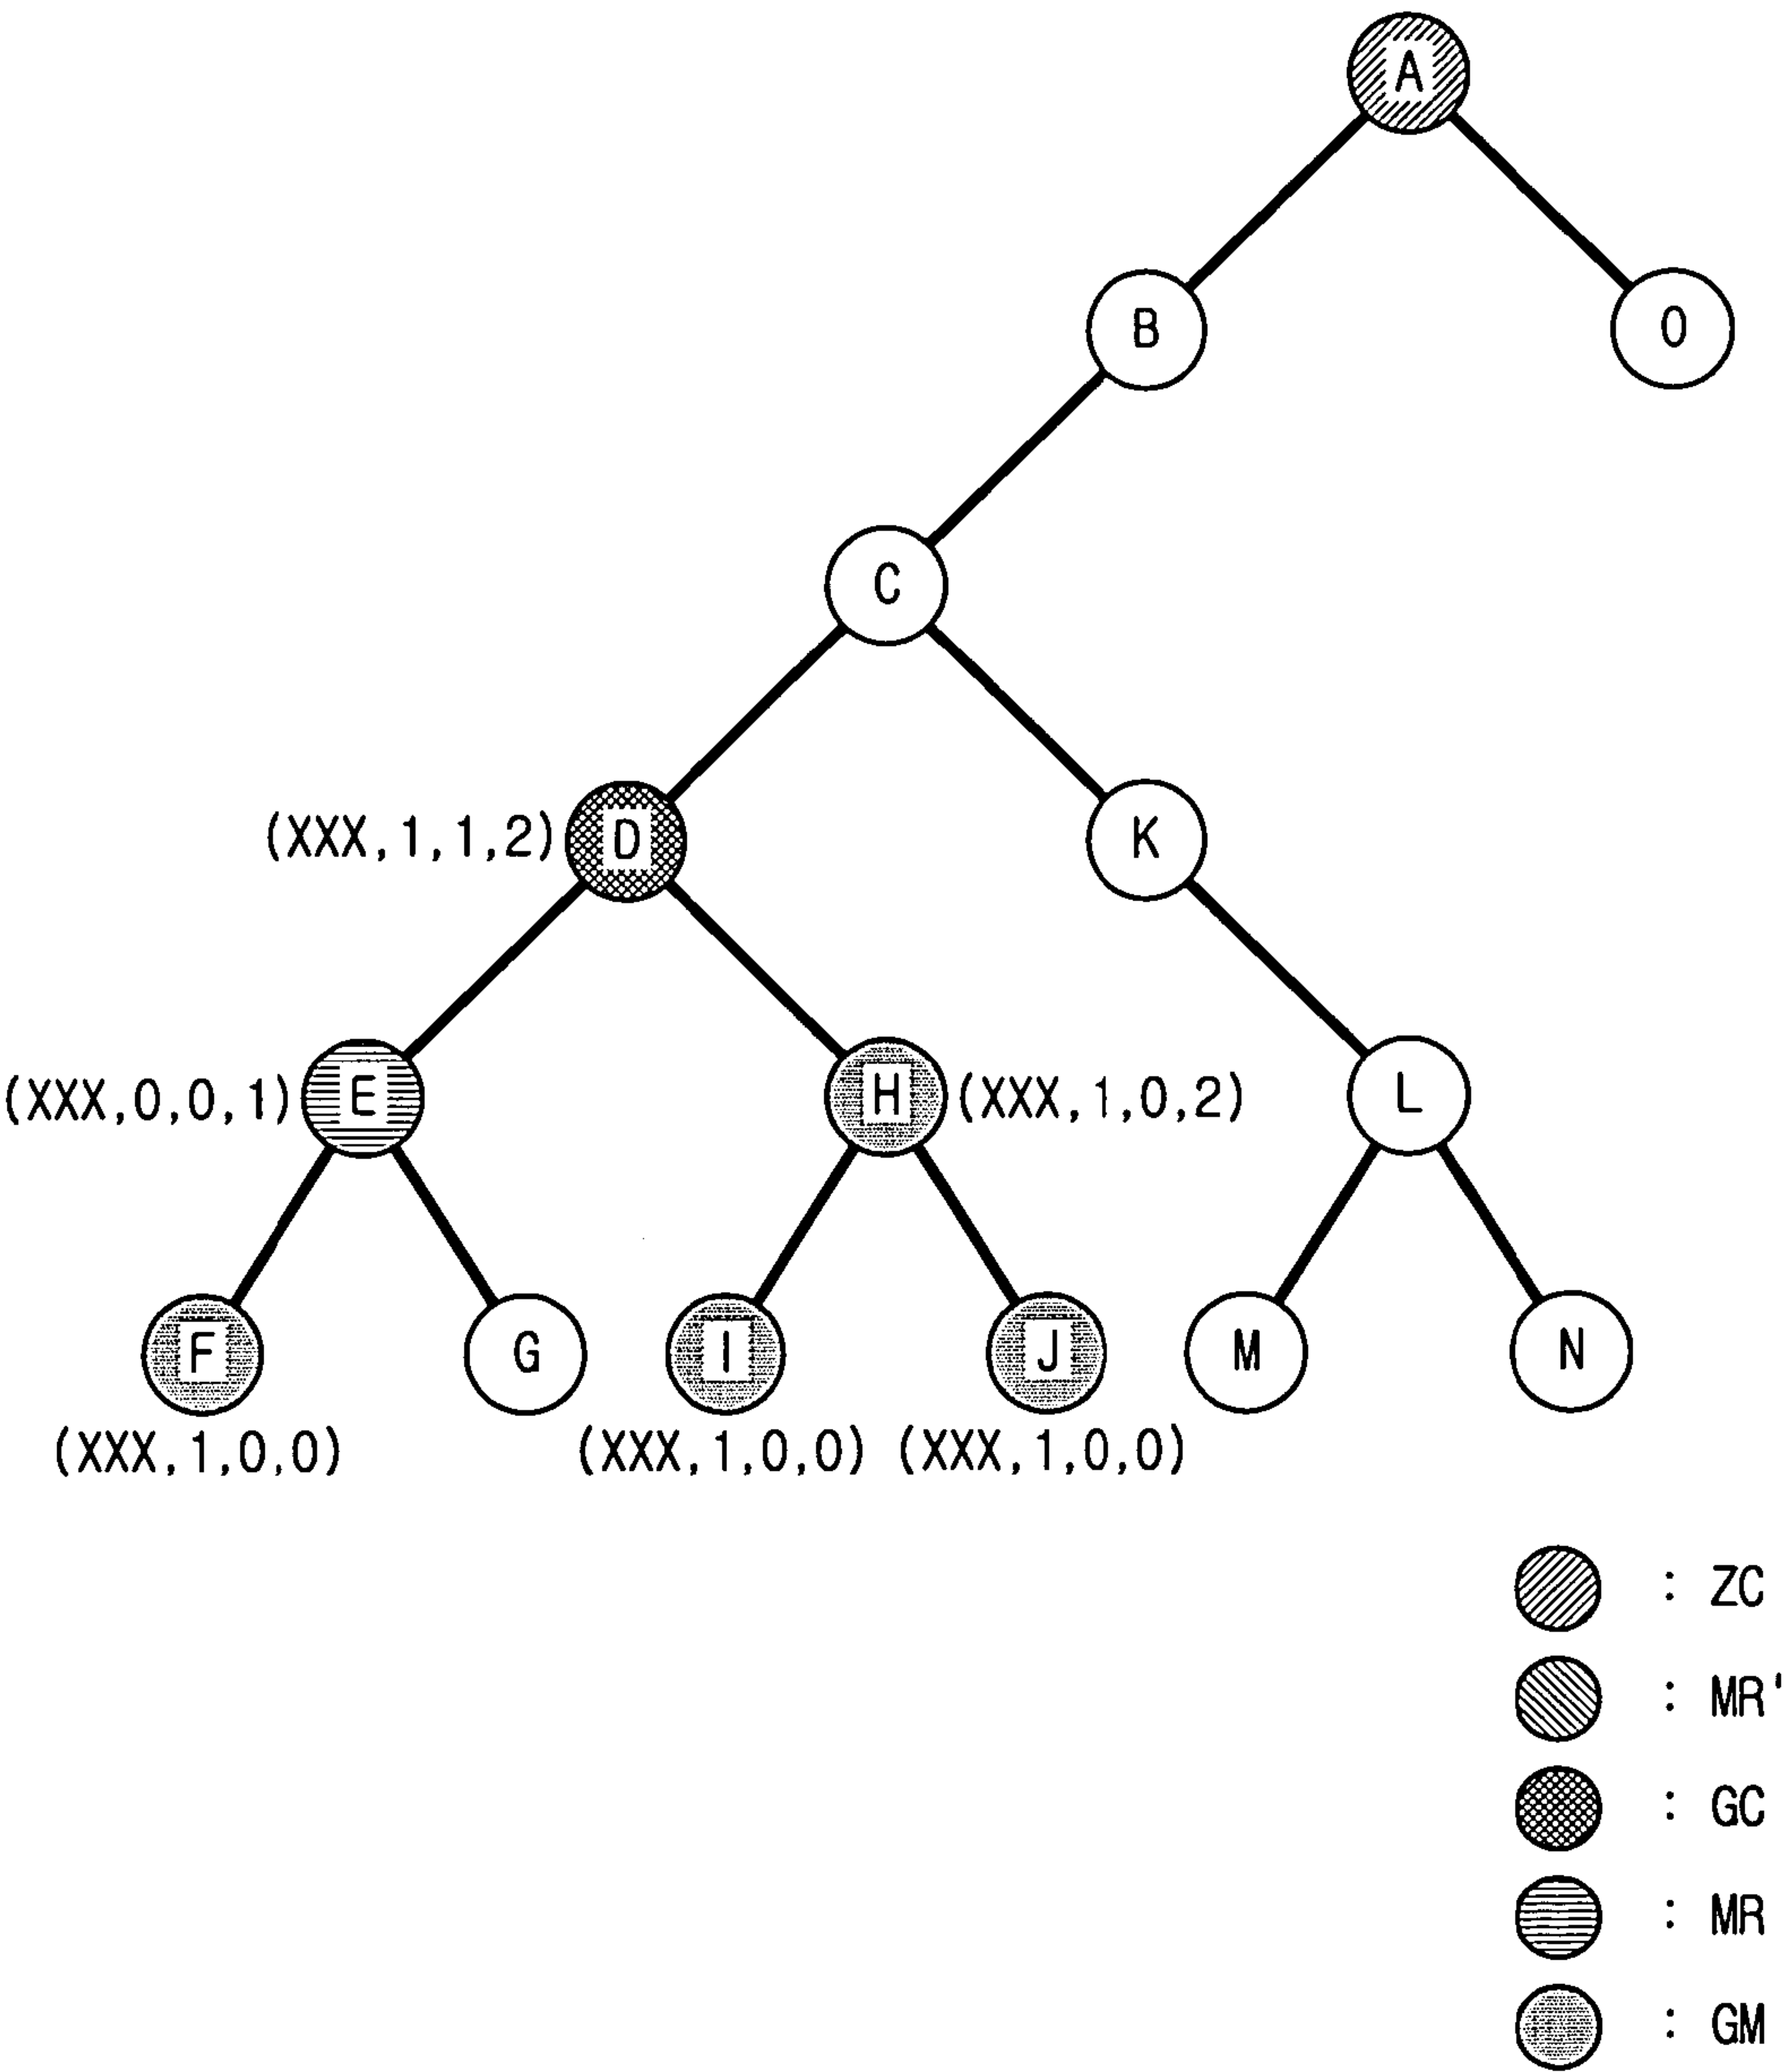 A
B
O
C
(XXX,1,1,2) D
K
(XXX,0,0,1) E
H (XXX,1,0,2)
L
F
G
I
J
M
N
(XXX,1,0,0)
(XXX,1,0,0) (XXX,1,0,0)
: ZC
: MR'
: GC
: MR
: GM